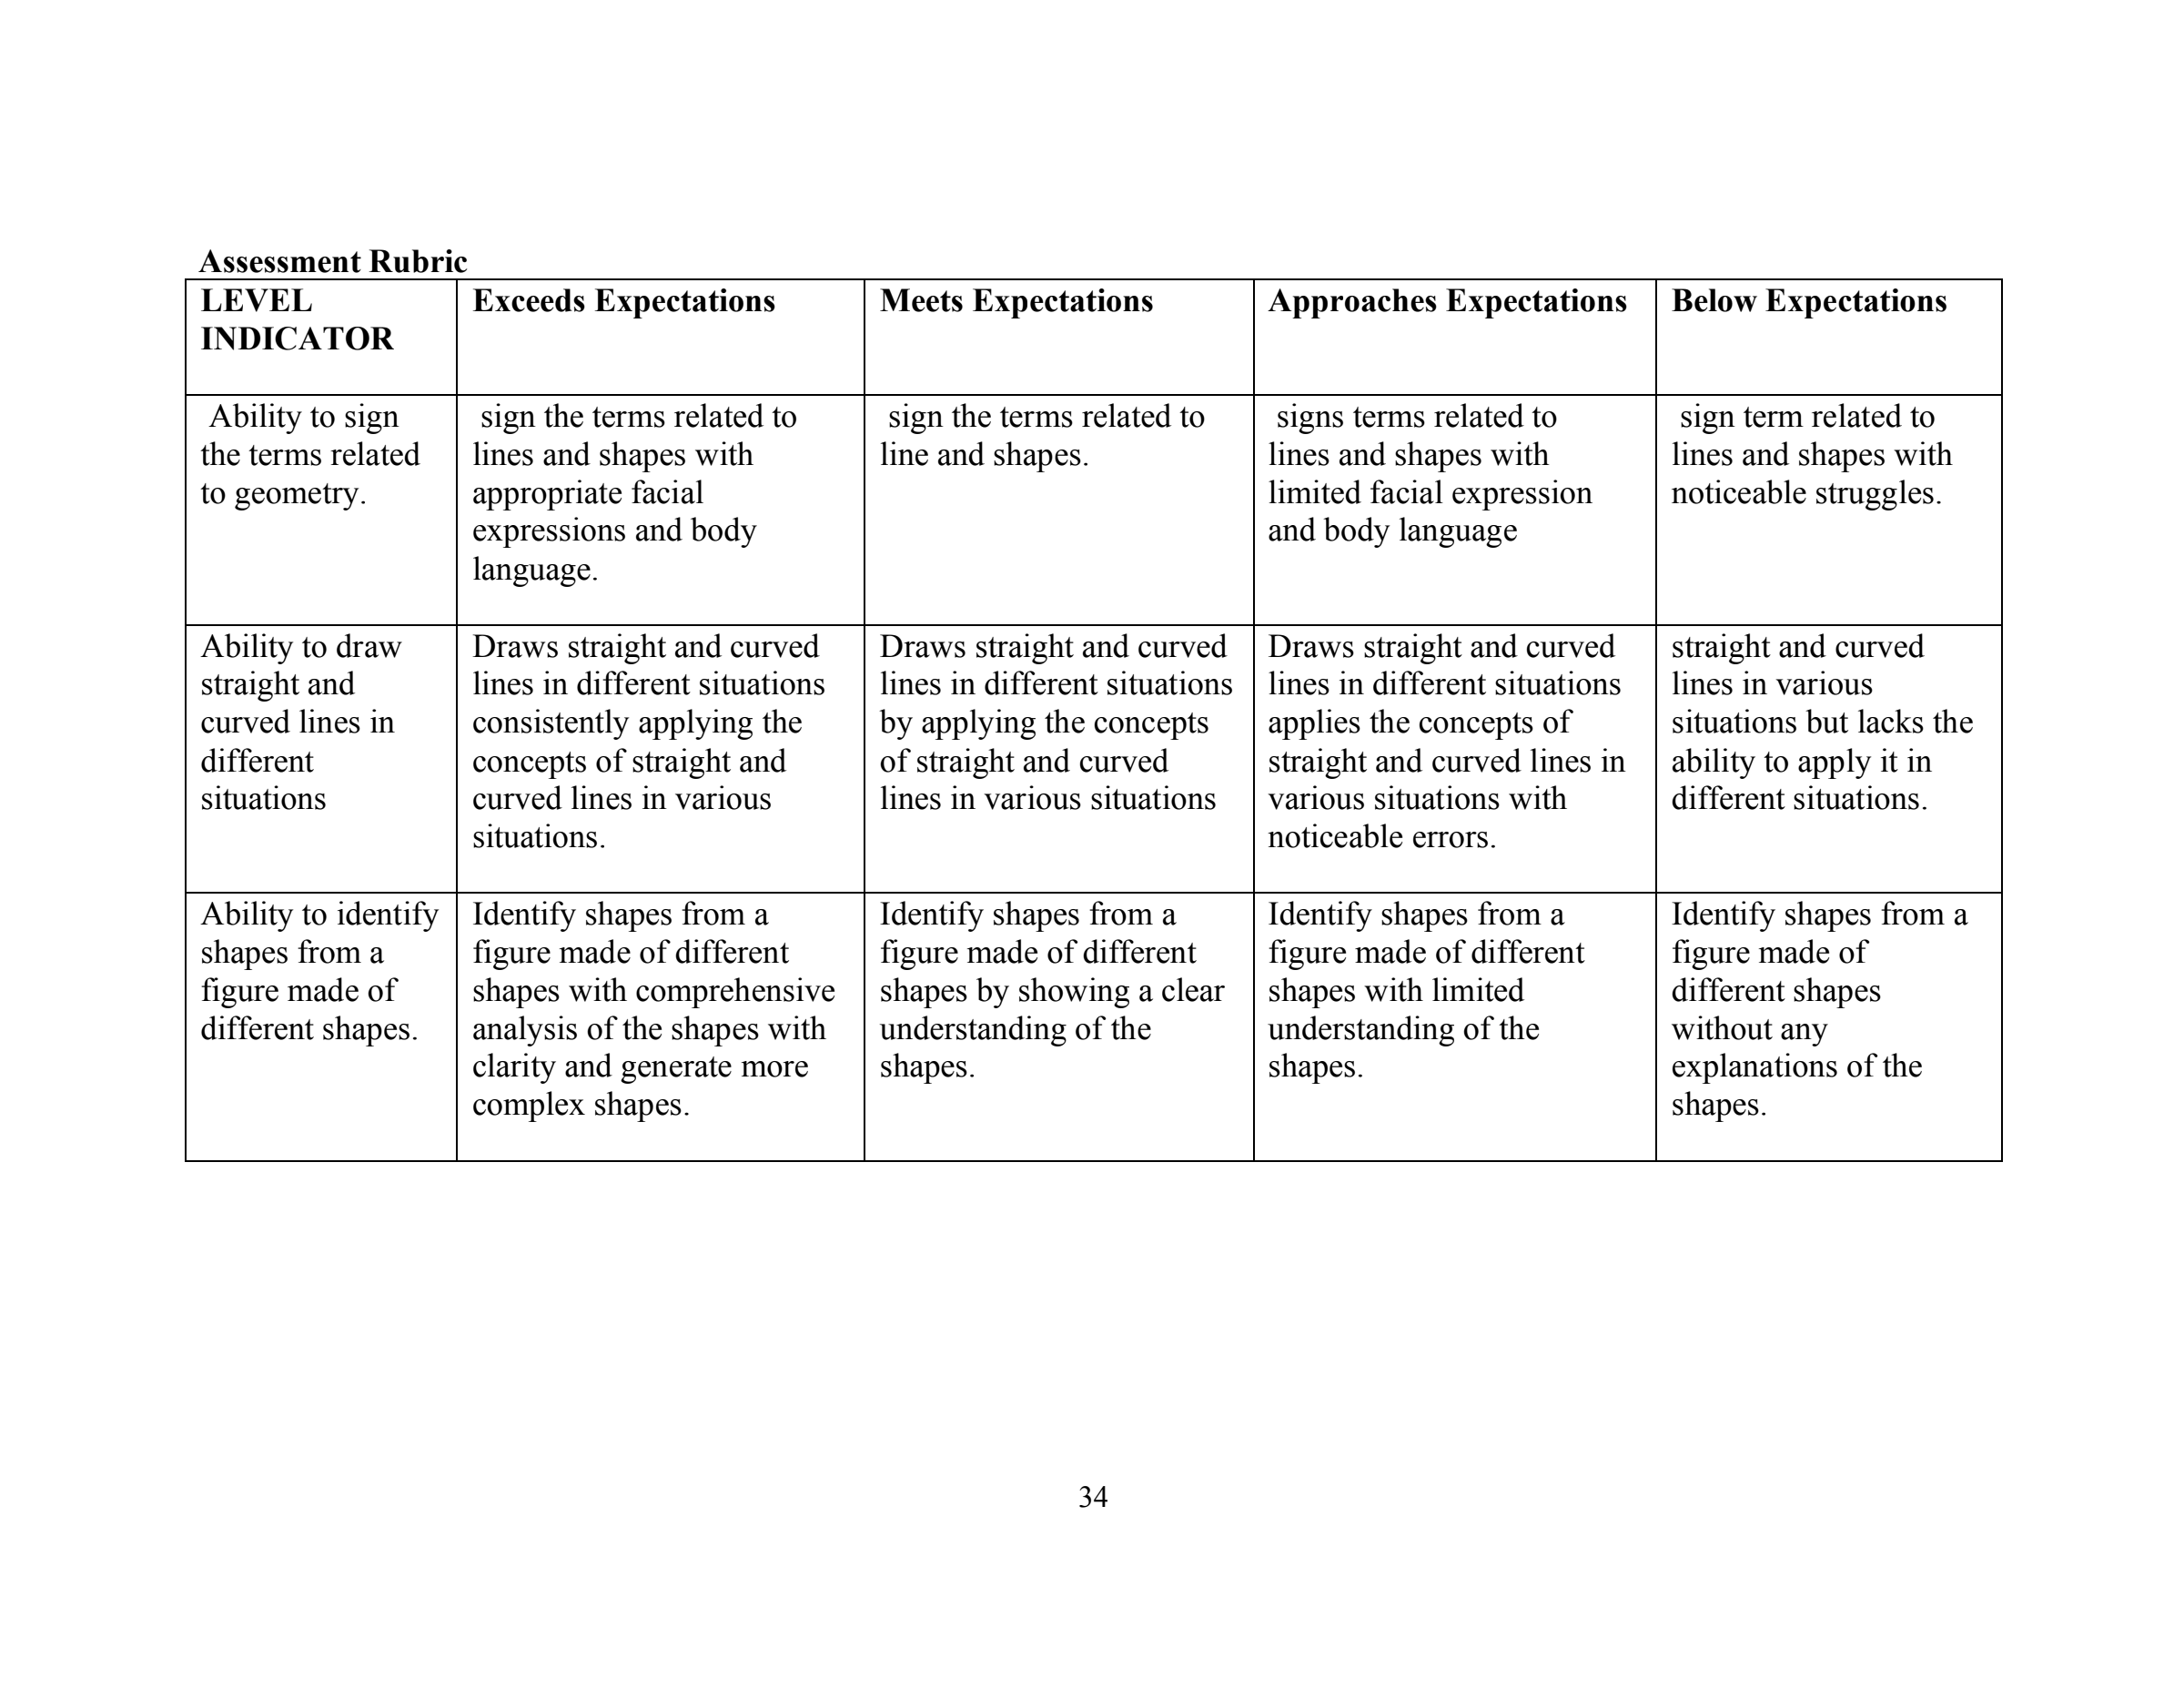 Assessment Rubric
LEVEL
INDICATOR
Exceeds Expectations
Meets Expectations
Approaches Expectations
Below Expectations
Ability to sign
the terms related
to geometry.
sign the terms related to
lines and shapes with
appropriate facial
expressions and body
language.
sign the terms related to
line and shapes.
signs terms related to
lines and shapes with
limited facial expression
and body language
sign term related to
lines and shapes with
noticeable struggles.
Ability to draw
straight and
curved lines in
different
situations
Draws straight and curved
lines in different situations
consistently applying the
concepts of straight and
curved lines in various
situations.
Draws straight and curved
lines in different situations
by applying the concepts
of straight and curved
lines in various situations
Draws straight and curved
lines in different situations
applies the concepts of
straight and curved lines in
various situations with
noticeable errors.
straight and curved
lines in various
situations but lacks the
ability to apply it in
different situations.
Ability to identify
shapes from a
figure made of
different shapes.
Identify shapes from a
figure made of different
shapes with comprehensive
analysis of the shapes with
clarity and generate more
complex shapes.
Identify shapes from a
figure made of different
shapes by showing a clear
understanding of the
shapes.
Identify shapes from a
figure made of different
shapes with limited
understanding of the
shapes.
Identify shapes from a
figure made of
different shapes
without any
explanations of the
shapes.
34